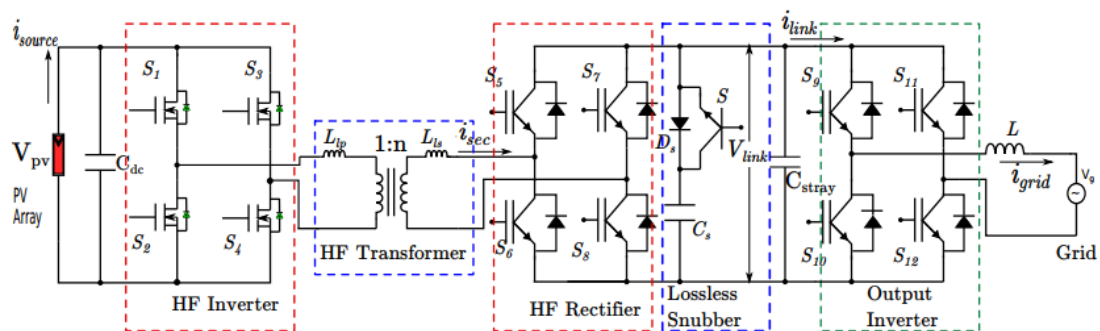 i_source
S_1
S_3
V_pv
PV
Array
C_dc
S_2
S_4
HF Inverter
L_lp
1:n
L_ls
i_sec
HF Transformer
S_5
S_7
S_6
S_8
HF Rectifier
S
D_s
V_link
C_s
Lossless
Snubber
C_stray
i_link
S_9
S_11
S_10
S_12
Output
Inverter
L
i_grid
V_g
~
Grid